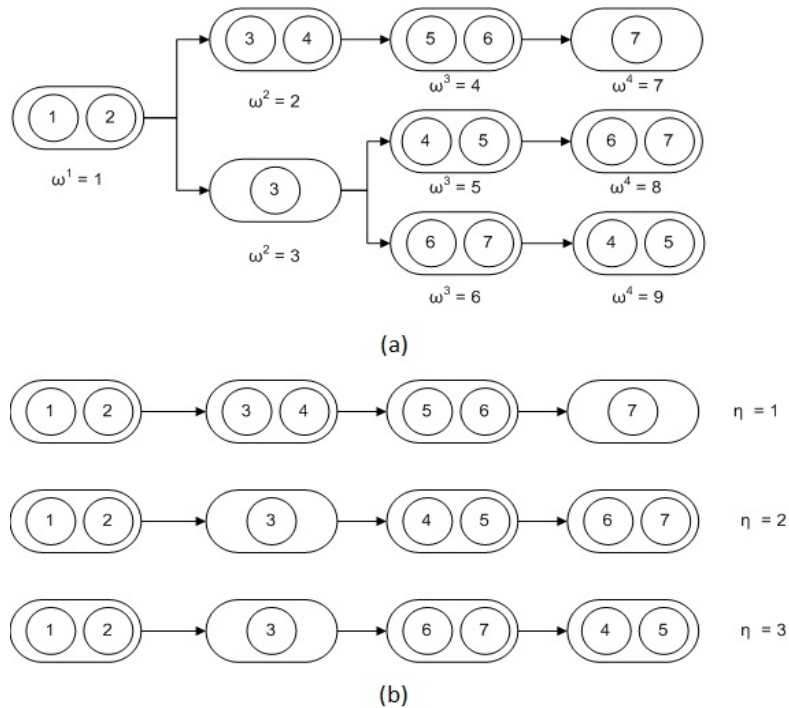 3 4 5 6 7
ω² = 2 ω³ = 4 ω⁴ = 7
1 2 4 5 6 7
ω¹ = 1 ω³ = 5 ω⁴ = 8
3
ω² = 3
6 7 4 5
ω³ = 6 ω⁴ = 9
(a)
1 2 3 4 5 6 7 η = 1
1 2 3 4 5 6 7 η = 2
1 2 3 6 7 4 5 η = 3
(b)